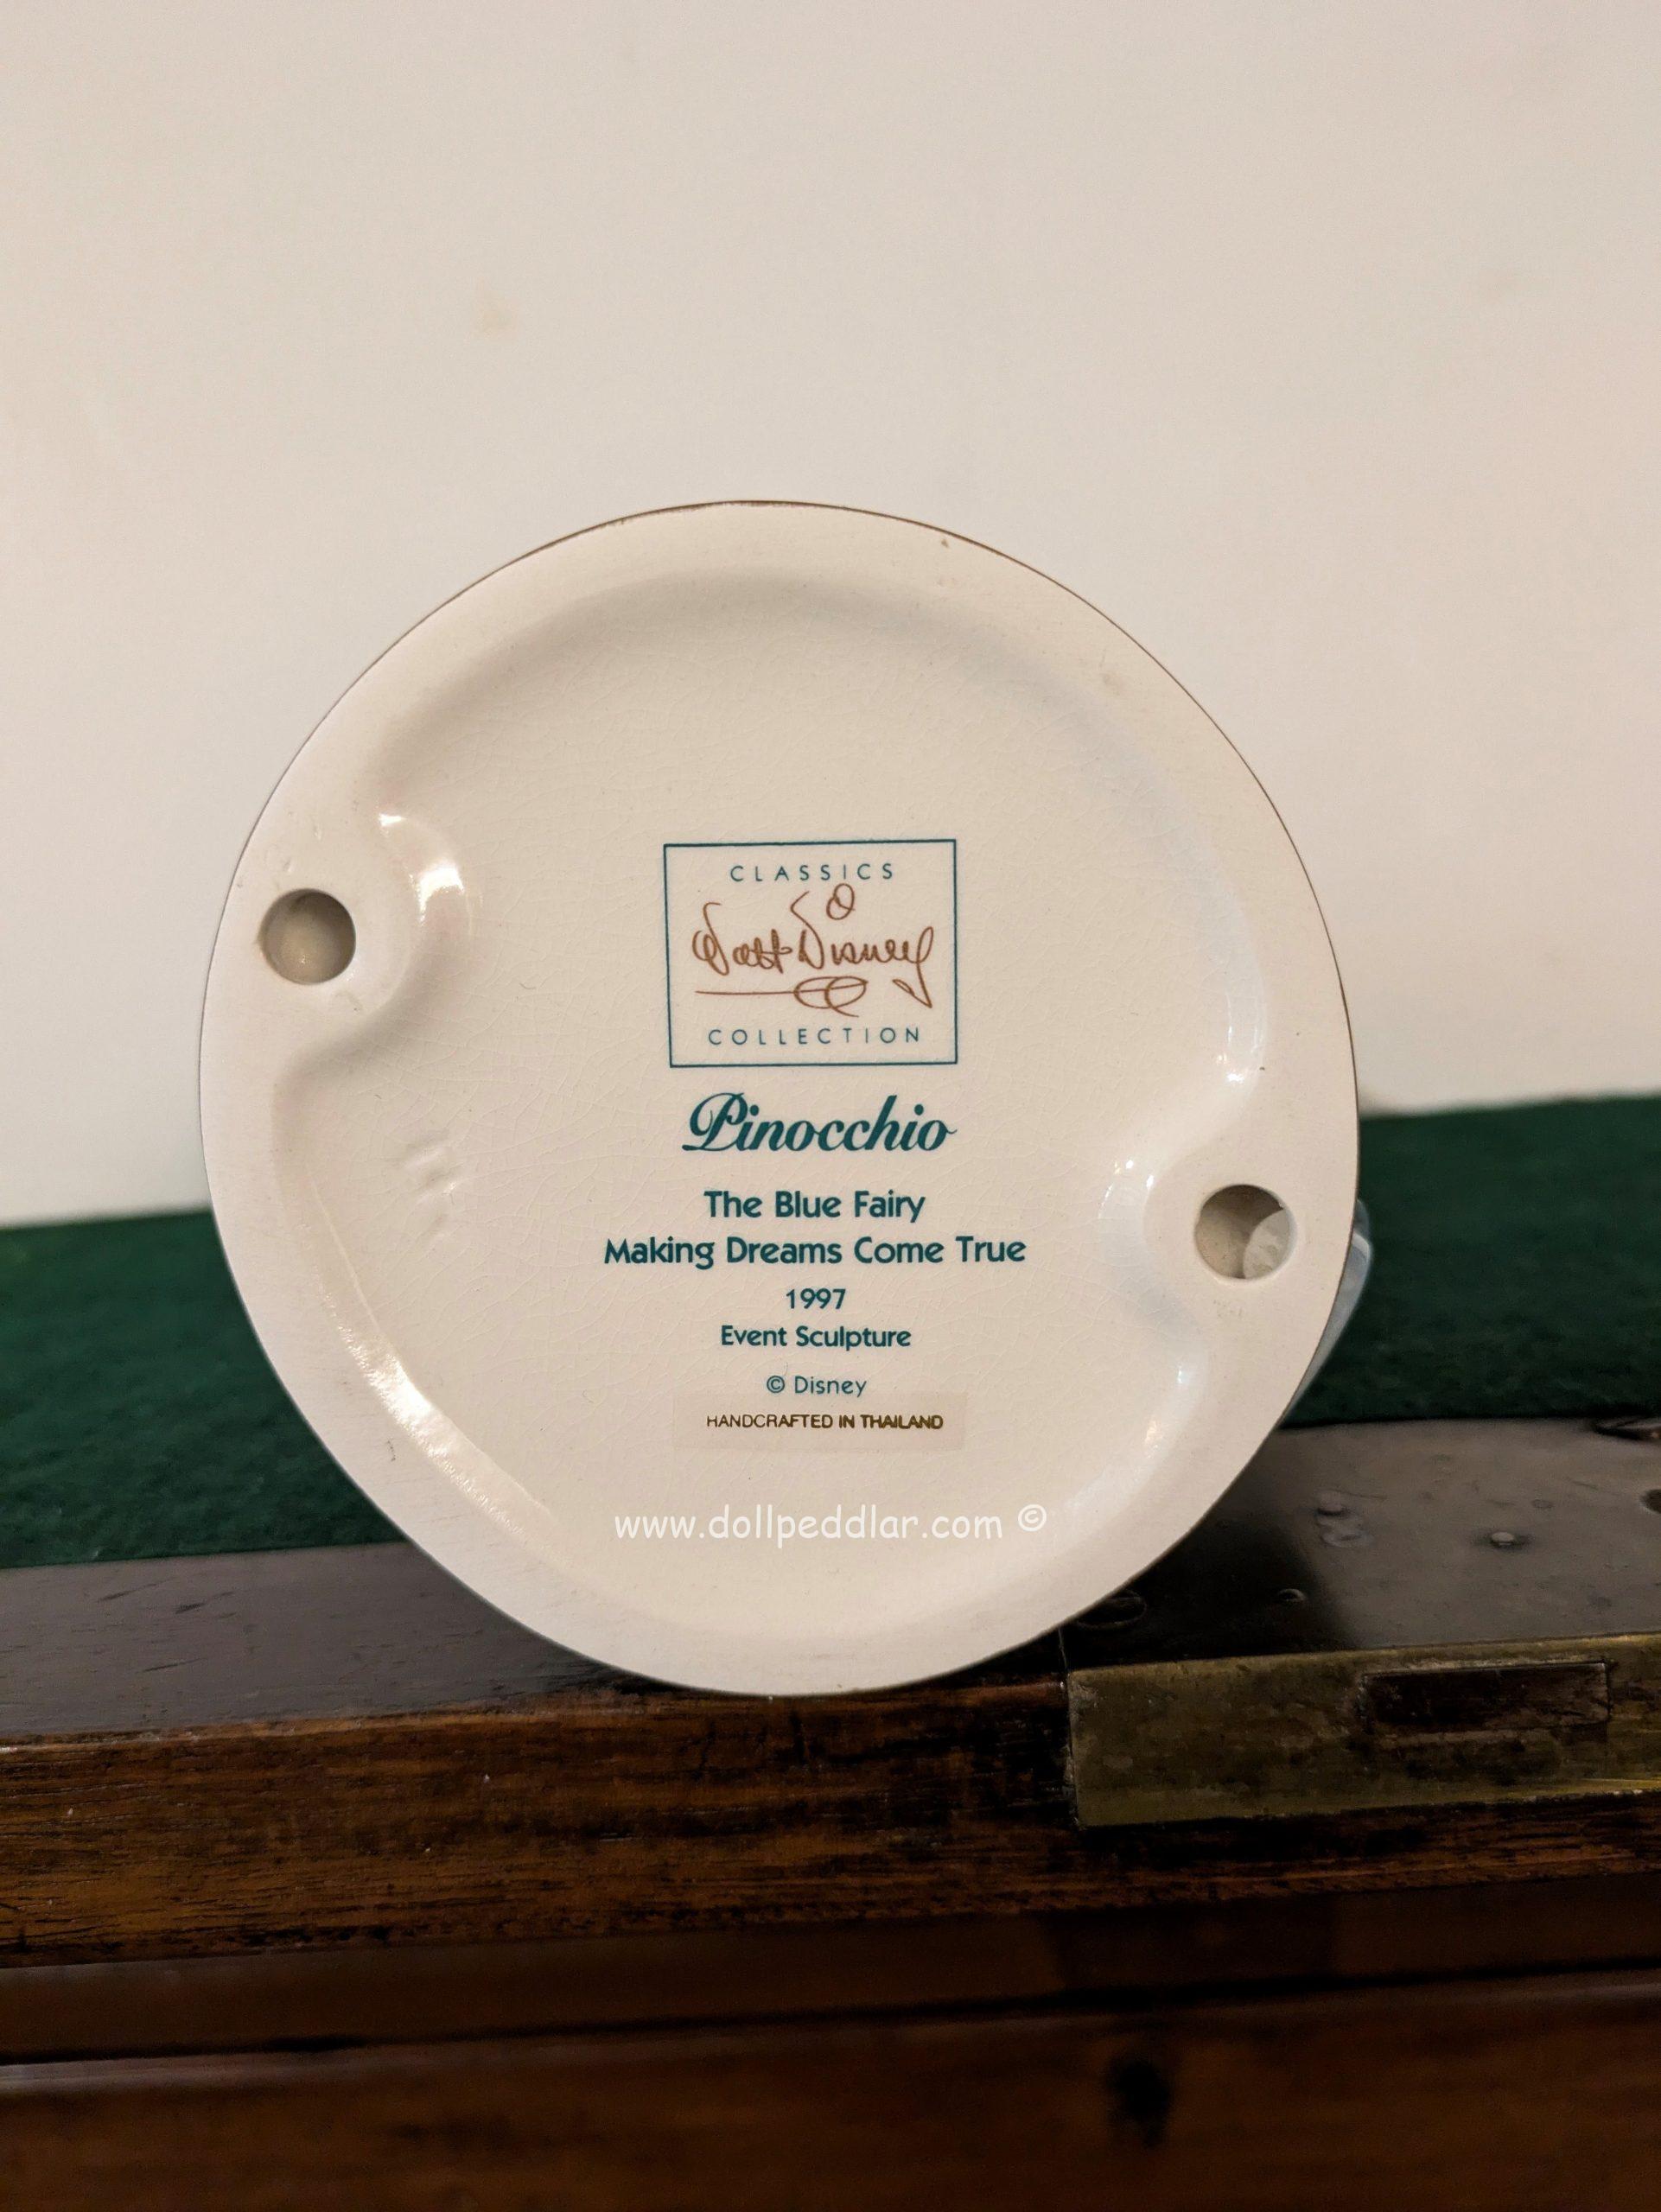 CLASSICS
Walt Disney
COLLECTION
Pinocchio
The Blue Fairy
Making Dreams Come True
1997
Event Sculpture
© Disney
HANDCRAFTED IN THAILAND
www.dollpeddlar.com ©